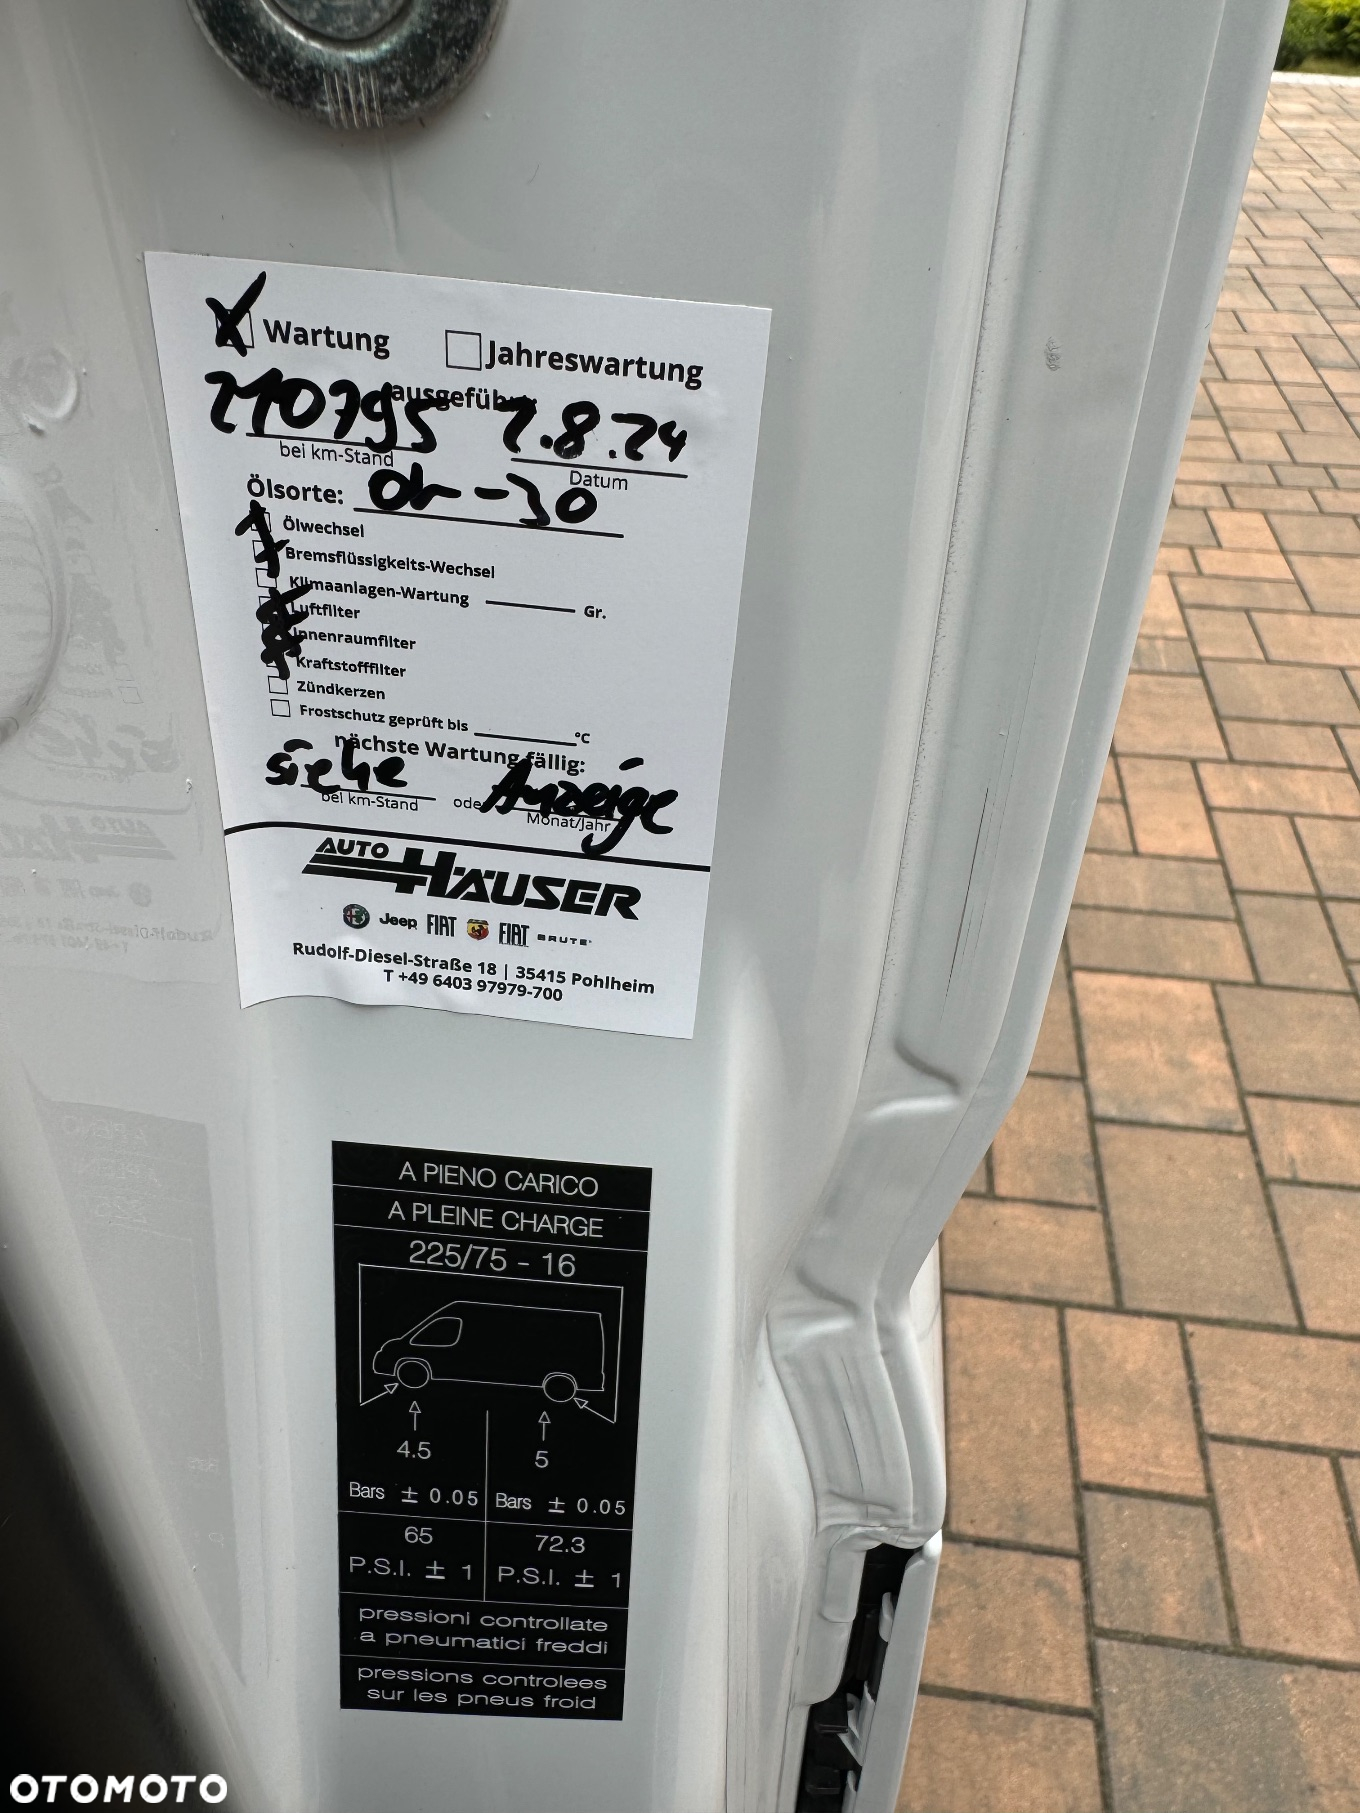 Wartung Jahreswartung
ausgeführt:
210795 1.8.24
bei km-Stand Datum
Ölsorte: 0W-30
Ölwechsel
Bremsflüssigkeits-Wechsel
Klimaanlagen-Wartung Gr.
Luftfilter
Innenraumfilter
Kraftstofffilter
Zündkerzen
Frostschutz geprüft bis °C
nächste Wartung fällig:
siehe Anzeige
bei km-Stand oder Monat/Jahr
AUTO HÄUSER
Jeep FIAT FIAT BRUTE
Rudolf-Diesel-Straße 18 | 35415 Pohlheim
T +49 6403 97979-700
A PIENO CARICO
A PLEINE CHARGE
225/75 - 16
4.5 5
Bars ± 0.05 Bars ± 0.05
65 72.3
P.S.I. ± 1 P.S.I. ± 1
pressioni controllate
a pneumatici freddi
pressions controlees
sur les pneus froid
OTOMOTO